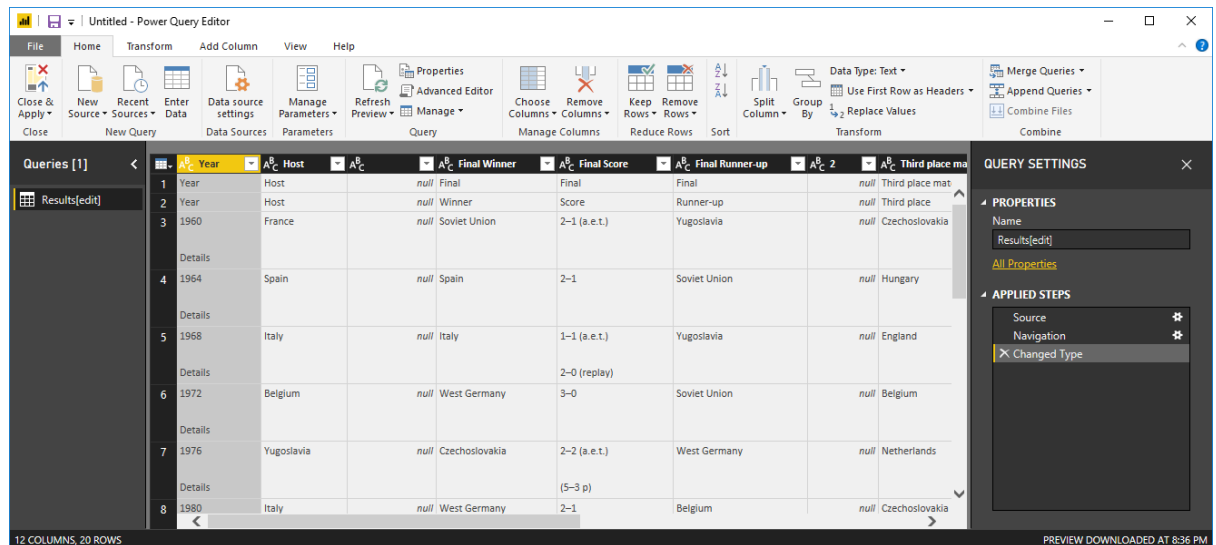 Untitled - Power Query Editor
File Home Transform Add Column View Help
Close & Apply
New Source
Recent Sources
Enter Data
Data source settings
Manage Parameters
Refresh Preview
Properties
Advanced Editor
Manage
Choose Columns
Remove Columns
Keep Rows
Remove Rows
Split Column
Group By
Data Type: Text
Use First Row as Headers
1 2 Replace Values
Merge Queries
Append Queries
Combine Files
Close New Query Data Sources Parameters Query Manage Columns Reduce Rows Sort Transform Combine
Queries [1]
Results[edit]
ABC Year ABC Host ABC ABC Final Winner ABC Final Score ABC Final Runner-up ABC 2 ABC Third place ma
1 Year Host null Final Final Final null Third place mat
2 Year Host null Winner Score Runner-up null Third place
3 1960 France null Soviet Union 2–1 (a.e.t.) Yugoslavia null Czechoslovakia
Details
4 1964 Spain null Spain 2–1 Soviet Union null Hungary
Details
5 1968 Italy null Italy 1–1 (a.e.t.) Yugoslavia null England
Details 2–0 (replay)
6 1972 Belgium null West Germany 3–0 Soviet Union null Belgium
Details
7 1976 Yugoslavia null Czechoslovakia 2–2 (a.e.t.) West Germany null Netherlands
Details (5–3 p)
8 1980 Italy null West Germany 2–1 Belgium null Czechoslovakia
QUERY SETTINGS
PROPERTIES
Name
Results[edit]
All Properties
APPLIED STEPS
Source
Navigation
Changed Type
12 COLUMNS, 20 ROWS
PREVIEW DOWNLOADED AT 8:36 PM